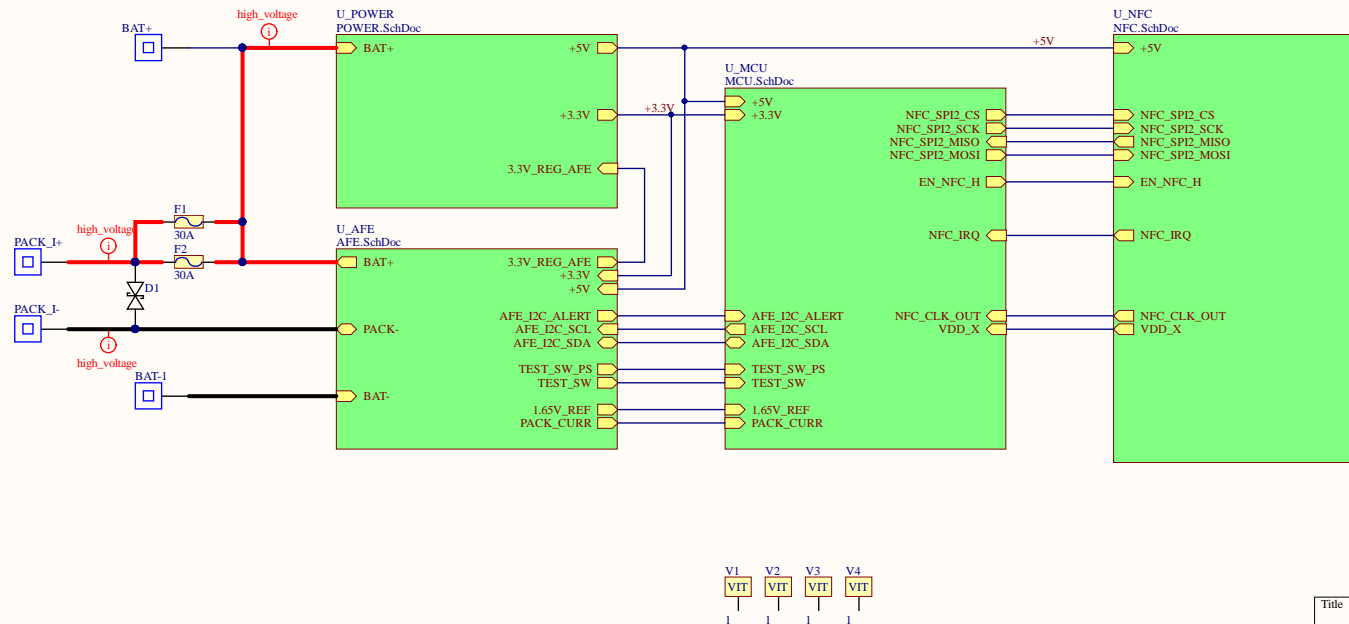 high_voltage
U_POWER
POWER.SchDoc
U_NFC
NFC.SchDoc
BAT+
i
BAT+
+5V
+5V
+5V
U_MCU
MCU.SchDoc
+5V
+3.3V
+3.3V
+3.3V
NFC_SPI2_CS
NFC_SPI2_CS
NFC_SPI2_SCK
NFC_SPI2_SCK
NFC_SPI2_MISO
NFC_SPI2_MISO
NFC_SPI2_MOSI
NFC_SPI2_MOSI
3.3V_REG_AFE
EN_NFC_H
EN_NFC_H
F1
30A
high_voltage
i
U_AFE
AFE.SchDoc
NFC_IRQ
NFC_IRQ
PACK_I+
F2
30A
BAT+
3.3V_REG_AFE
+3.3V
+5V
D1
PACK_I-
AFE_I2C_ALERT
AFE_I2C_ALERT
NFC_CLK_OUT
NFC_CLK_OUT
PACK-
AFE_I2C_SCL
AFE_I2C_SCL
VDD_X
VDD_X
i
AFE_I2C_SDA
AFE_I2C_SDA
high_voltage
TEST_SW_PS
TEST_SW_PS
BAT-1
TEST_SW
TEST_SW
BAT-
1.65V_REF
1.65V_REF
PACK_CURR
PACK_CURR
V1
V2
V3
V4
VIT
VIT
VIT
VIT
1
1
1
1
Title